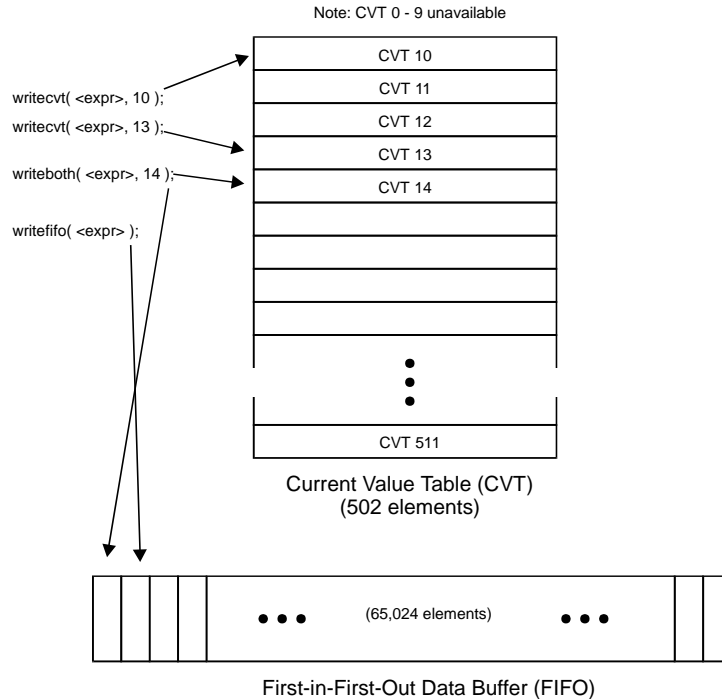 Note: CVT 0 - 9 unavailable
CVT 10
writecvt( <expr>, 10 );
CVT 11
writecvt( <expr>, 13 );
CVT 12
CVT 13
writeboth( <expr>, 14 );
CVT 14
writefifo( <expr> );
CVT 511
Current Value Table (CVT)
(502 elements)
(65,024 elements)
First-in-First-Out Data Buffer (FIFO)